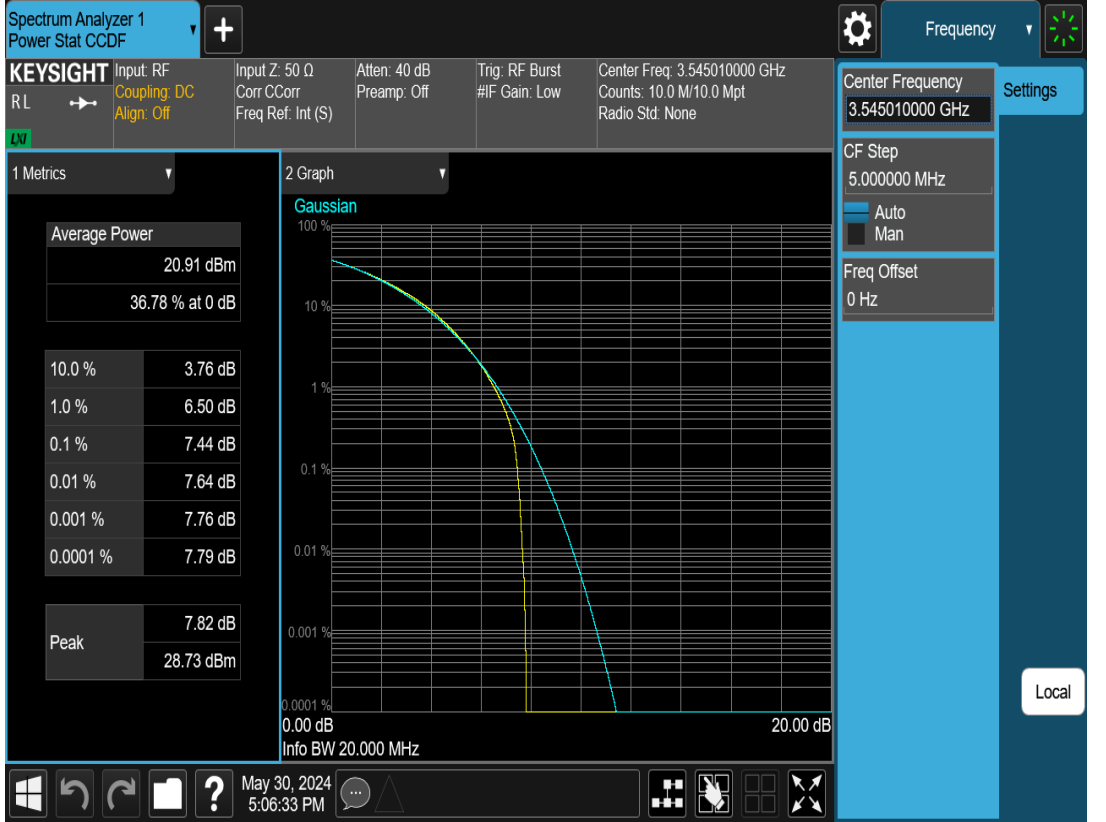 Spectrum Analyzer 1
Power Stat CCDF
+
Frequency
KEYSIGHT
RL
LXI
Input: RF
Coupling: DC
Align: Off
Input Z: 50 Ω
Corr CCorr
Freq Ref: Int (S)
Atten: 40 dB
Preamp: Off
Trig: RF Burst
#IF Gain: Low
Center Freq: 3.545010000 GHz
Counts: 10.0 M/10.0 Mpt
Radio Std: None
Center Frequency
3.545010000 GHz
Settings
CF Step
5.000000 MHz
Auto
Man
Freq Offset
0 Hz
Local
1 Metrics
Average Power
20.91 dBm
36.78 % at 0 dB
10.0 % 3.76 dB
1.0 % 6.50 dB
0.1 % 7.44 dB
0.01 % 7.64 dB
0.001 % 7.76 dB
0.0001 % 7.79 dB
Peak 7.82 dB
28.73 dBm
2 Graph
Gaussian
100 %
10 %
1 %
0.1 %
0.01 %
0.001 %
0.0001 %
0.00 dB 20.00 dB
Info BW 20.000 MHz
?
May 30, 2024
5:06:33 PM